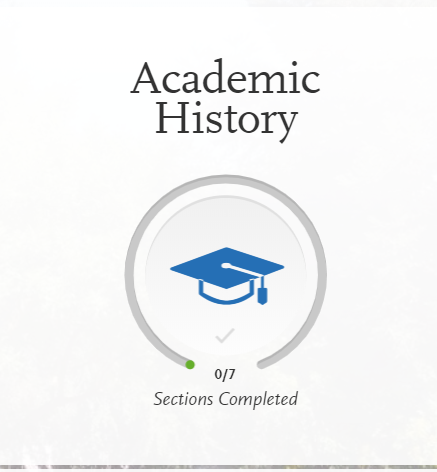 Academic
History
0/7
Sections Completed